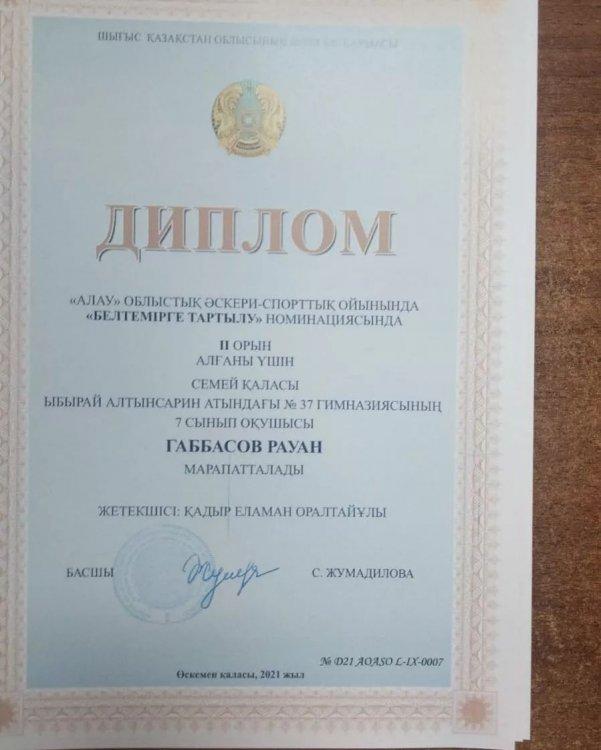 ШЫҒЫС ҚАЗАҚСТАН ОБЛЫСЫНЫҢ
ДИПЛОМ
«АЛАУ» ОБЛЫСТЫҚ ӘСКЕРИ-СПОРТТЫҚ ОЙЫНЫНДА
«БЕЛТЕМІРГЕ ТАРТЫЛУ» НОМИНАЦИЯСЫНДА
II ОРЫН
АЛҒАНЫ ҮШІН
СЕМЕЙ ҚАЛАСЫ
ЫБЫРАЙ АЛТЫНСАРИН АТЫНДАҒЫ № 37 ГИМНАЗИЯСЫНЫҢ
7 СЫНЫП ОҚУШЫСЫ
ГАББАСОВ РАУАН
МАРАПАТТАЛАДЫ
ЖЕТЕКШІСІ: ҚАДЫР ЕЛАМАН ОРАЛТАЙҰЛЫ
БАСШЫ С. ЖУМАДИЛОВА
№ D21 AOASO L-IX-0007
Өскемен қаласы, 2021 жыл